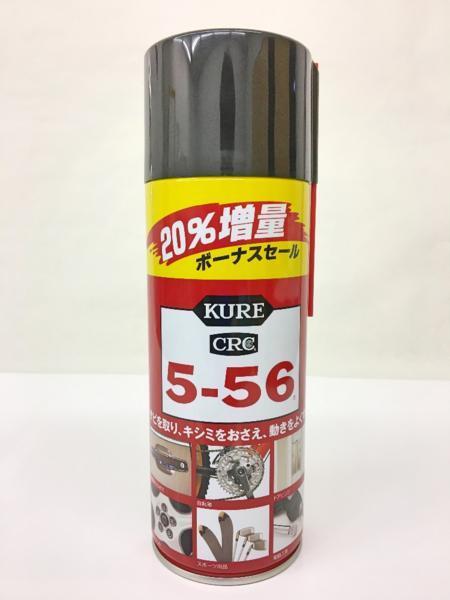 20%増量
ボーナスセール
KURE
CRC
5-56
サビを取り、キシミをおさえ、動きをよく
自転車
スポーツ用品